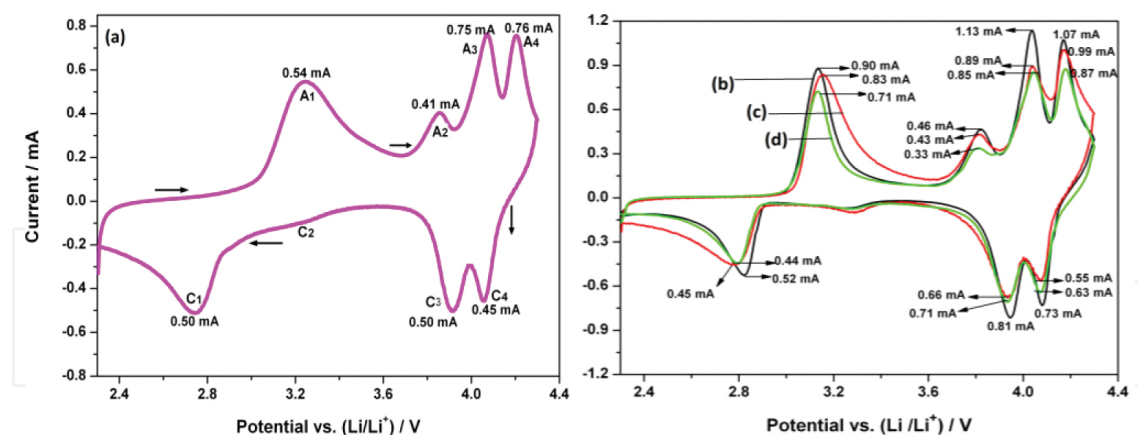 (a)
0.8
0.6
0.4
0.2
0.0
-0.2
-0.4
-0.6
-0.8
Current / mA
2.4 2.8 3.2 3.6 4.0 4.4
Potential vs. (Li/Li⁺) / V
0.54 mA
A1
0.41 mA
A2
0.75 mA
A3
0.76 mA
A4
C1
0.50 mA
C2
C3
0.50 mA
C4
0.45 mA
1.2
0.9
0.6
0.3
0.0
-0.3
-0.6
-0.9
-1.2
2.4 2.8 3.2 3.6 4.0 4.4
Potential vs. (Li /Li⁺) / V
(b)
(c)
(d)
0.90 mA
0.83 mA
0.71 mA
1.13 mA
0.89 mA
0.85 mA
1.07 mA
0.99 mA
0.87 mA
0.46 mA
0.43 mA
0.33 mA
0.44 mA
0.52 mA
0.45 mA
0.66 mA
0.71 mA
0.81 mA
0.55 mA
0.63 mA
0.73 mA